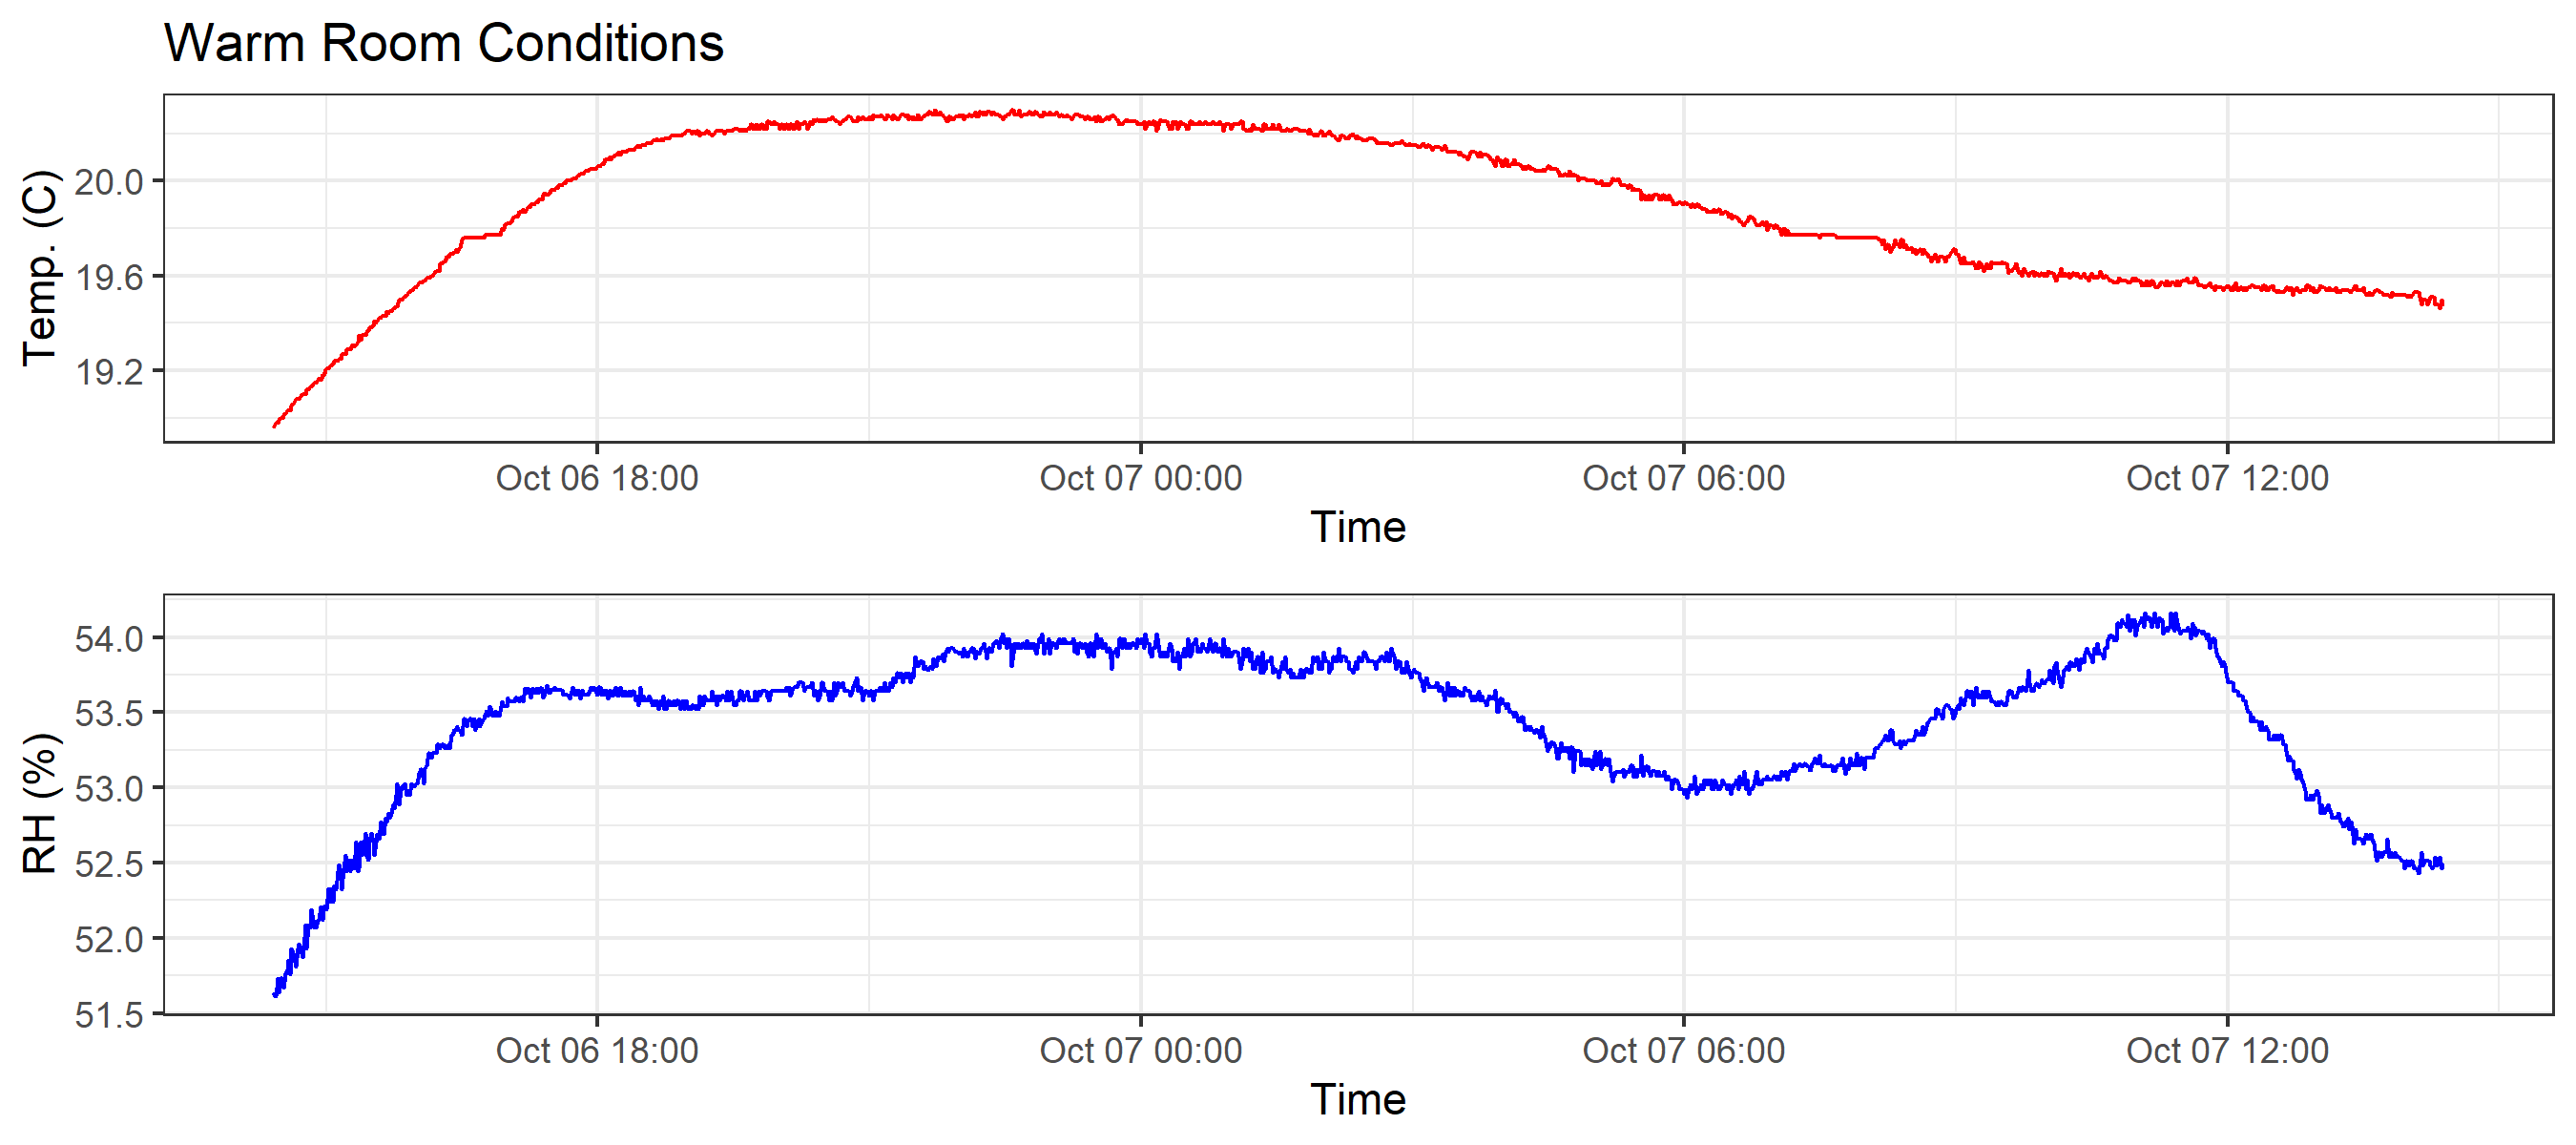 Warm Room Conditions
Temp. (C)
20.0
19.6
19.2
Oct 06 18:00 Oct 07 00:00 Oct 07 06:00 Oct 07 12:00
Time
RH (%)
54.0
53.5
53.0
52.5
52.0
51.5
Oct 06 18:00 Oct 07 00:00 Oct 07 06:00 Oct 07 12:00
Time